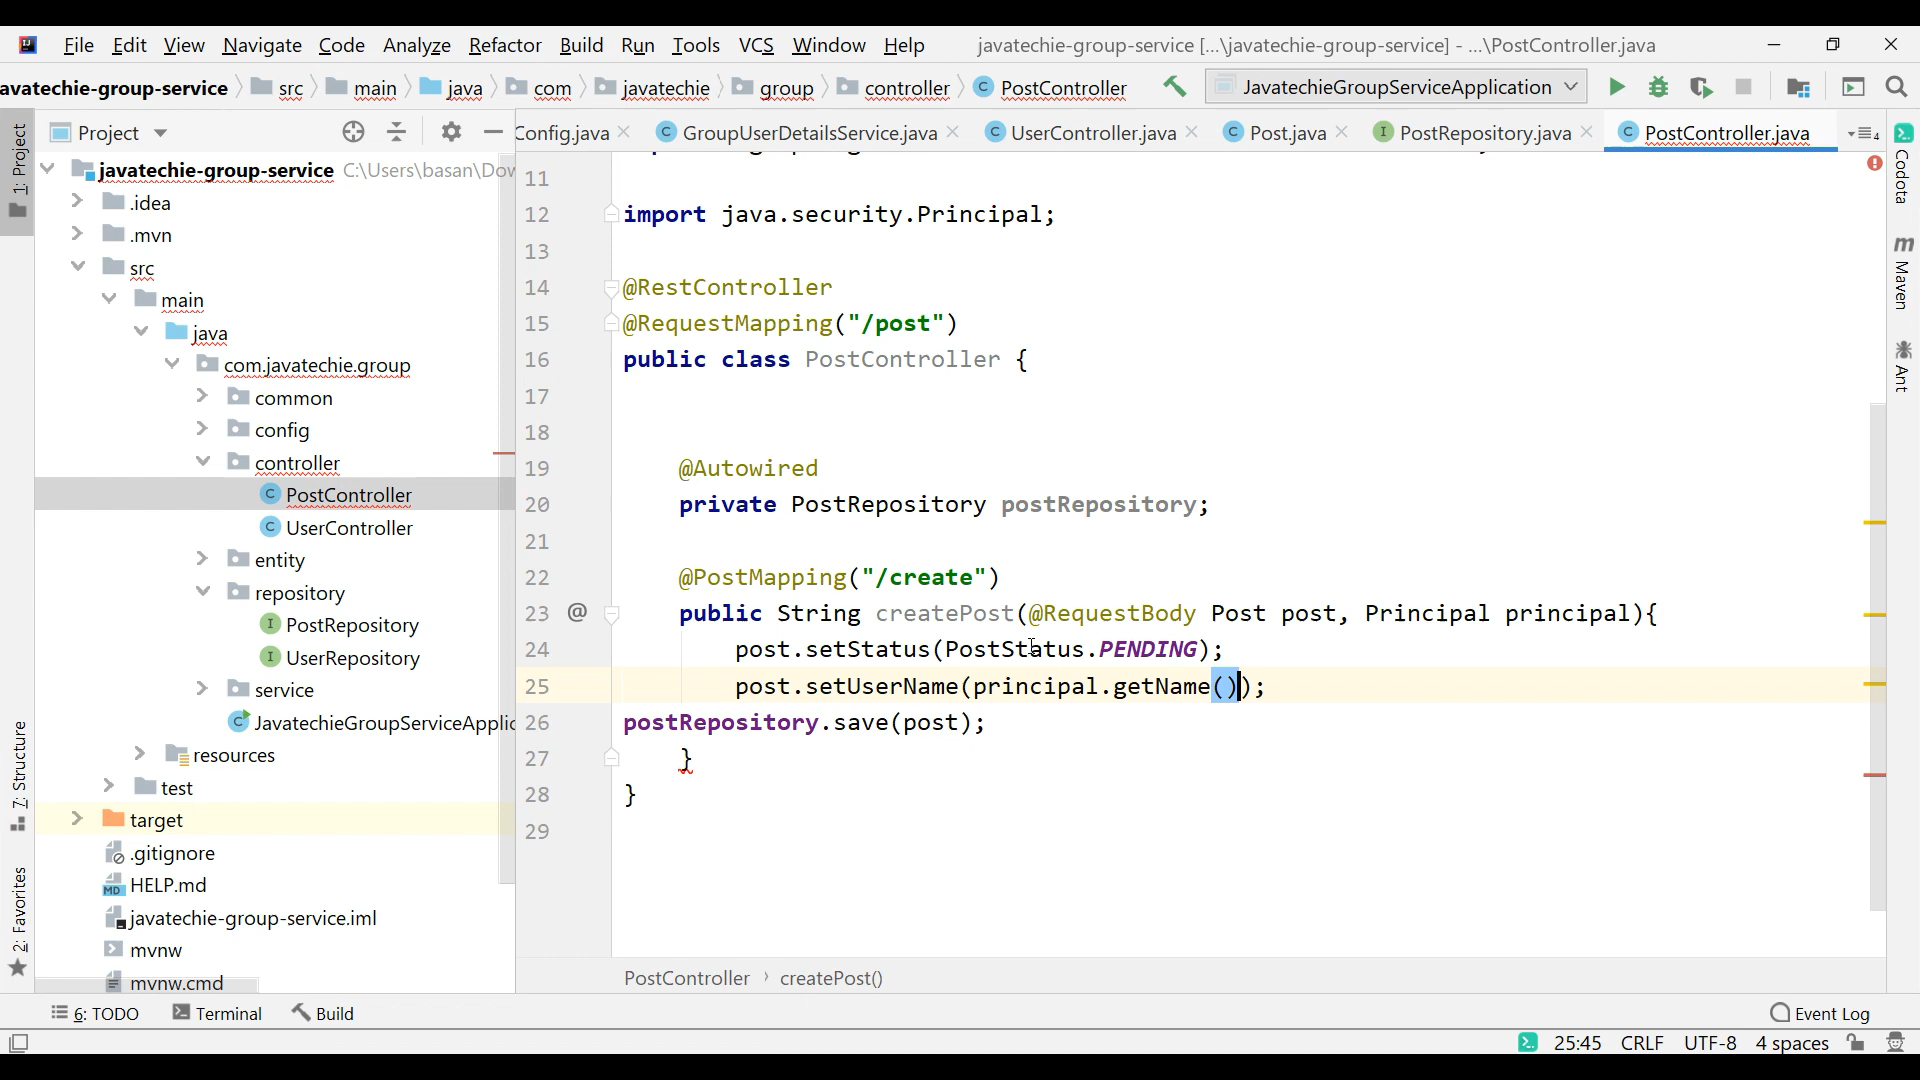 File Edit View Navigate Code Analyze Refactor Build Run Tools VCS Window Help javatechie-group-service [...\javatechie-group-service] - ...\PostController.java
avatechie-group-service src main java com javatechie group controller PostController JavatechieGroupServiceApplication
Project Config.java GroupUserDetailsService.java UserController.java Post.java PostRepository.java PostController.java 4
1: Project
7: Structure
2: Favorites
javatechie-group-service C:\Users\basan\Dow
.idea
.mvn
src
main
java
com.javatechie.group
common
config
controller
PostController
UserController
entity
repository
PostRepository
UserRepository
service
JavatechieGroupServiceApplic
resources
test
target
.gitignore
HELP.md
javatechie-group-service.iml
mvnw
mvnw.cmd
11
12 import java.security.Principal;
13
14 @RestController
15 @RequestMapping("/post")
16 public class PostController {
17
18
19 @Autowired
20 private PostRepository postRepository;
21
22 @PostMapping("/create")
23 @ public String createPost(@RequestBody Post post, Principal principal){
24 post.setStatus(PostStatus.PENDING);
25 post.setUserName(principal.getName());
26 postRepository.save(post);
27 }
28 }
29
PostController › createPost()
Codota
Maven
Ant
6: TODO Terminal Build Event Log
25:45 CRLF UTF-8 4 spaces